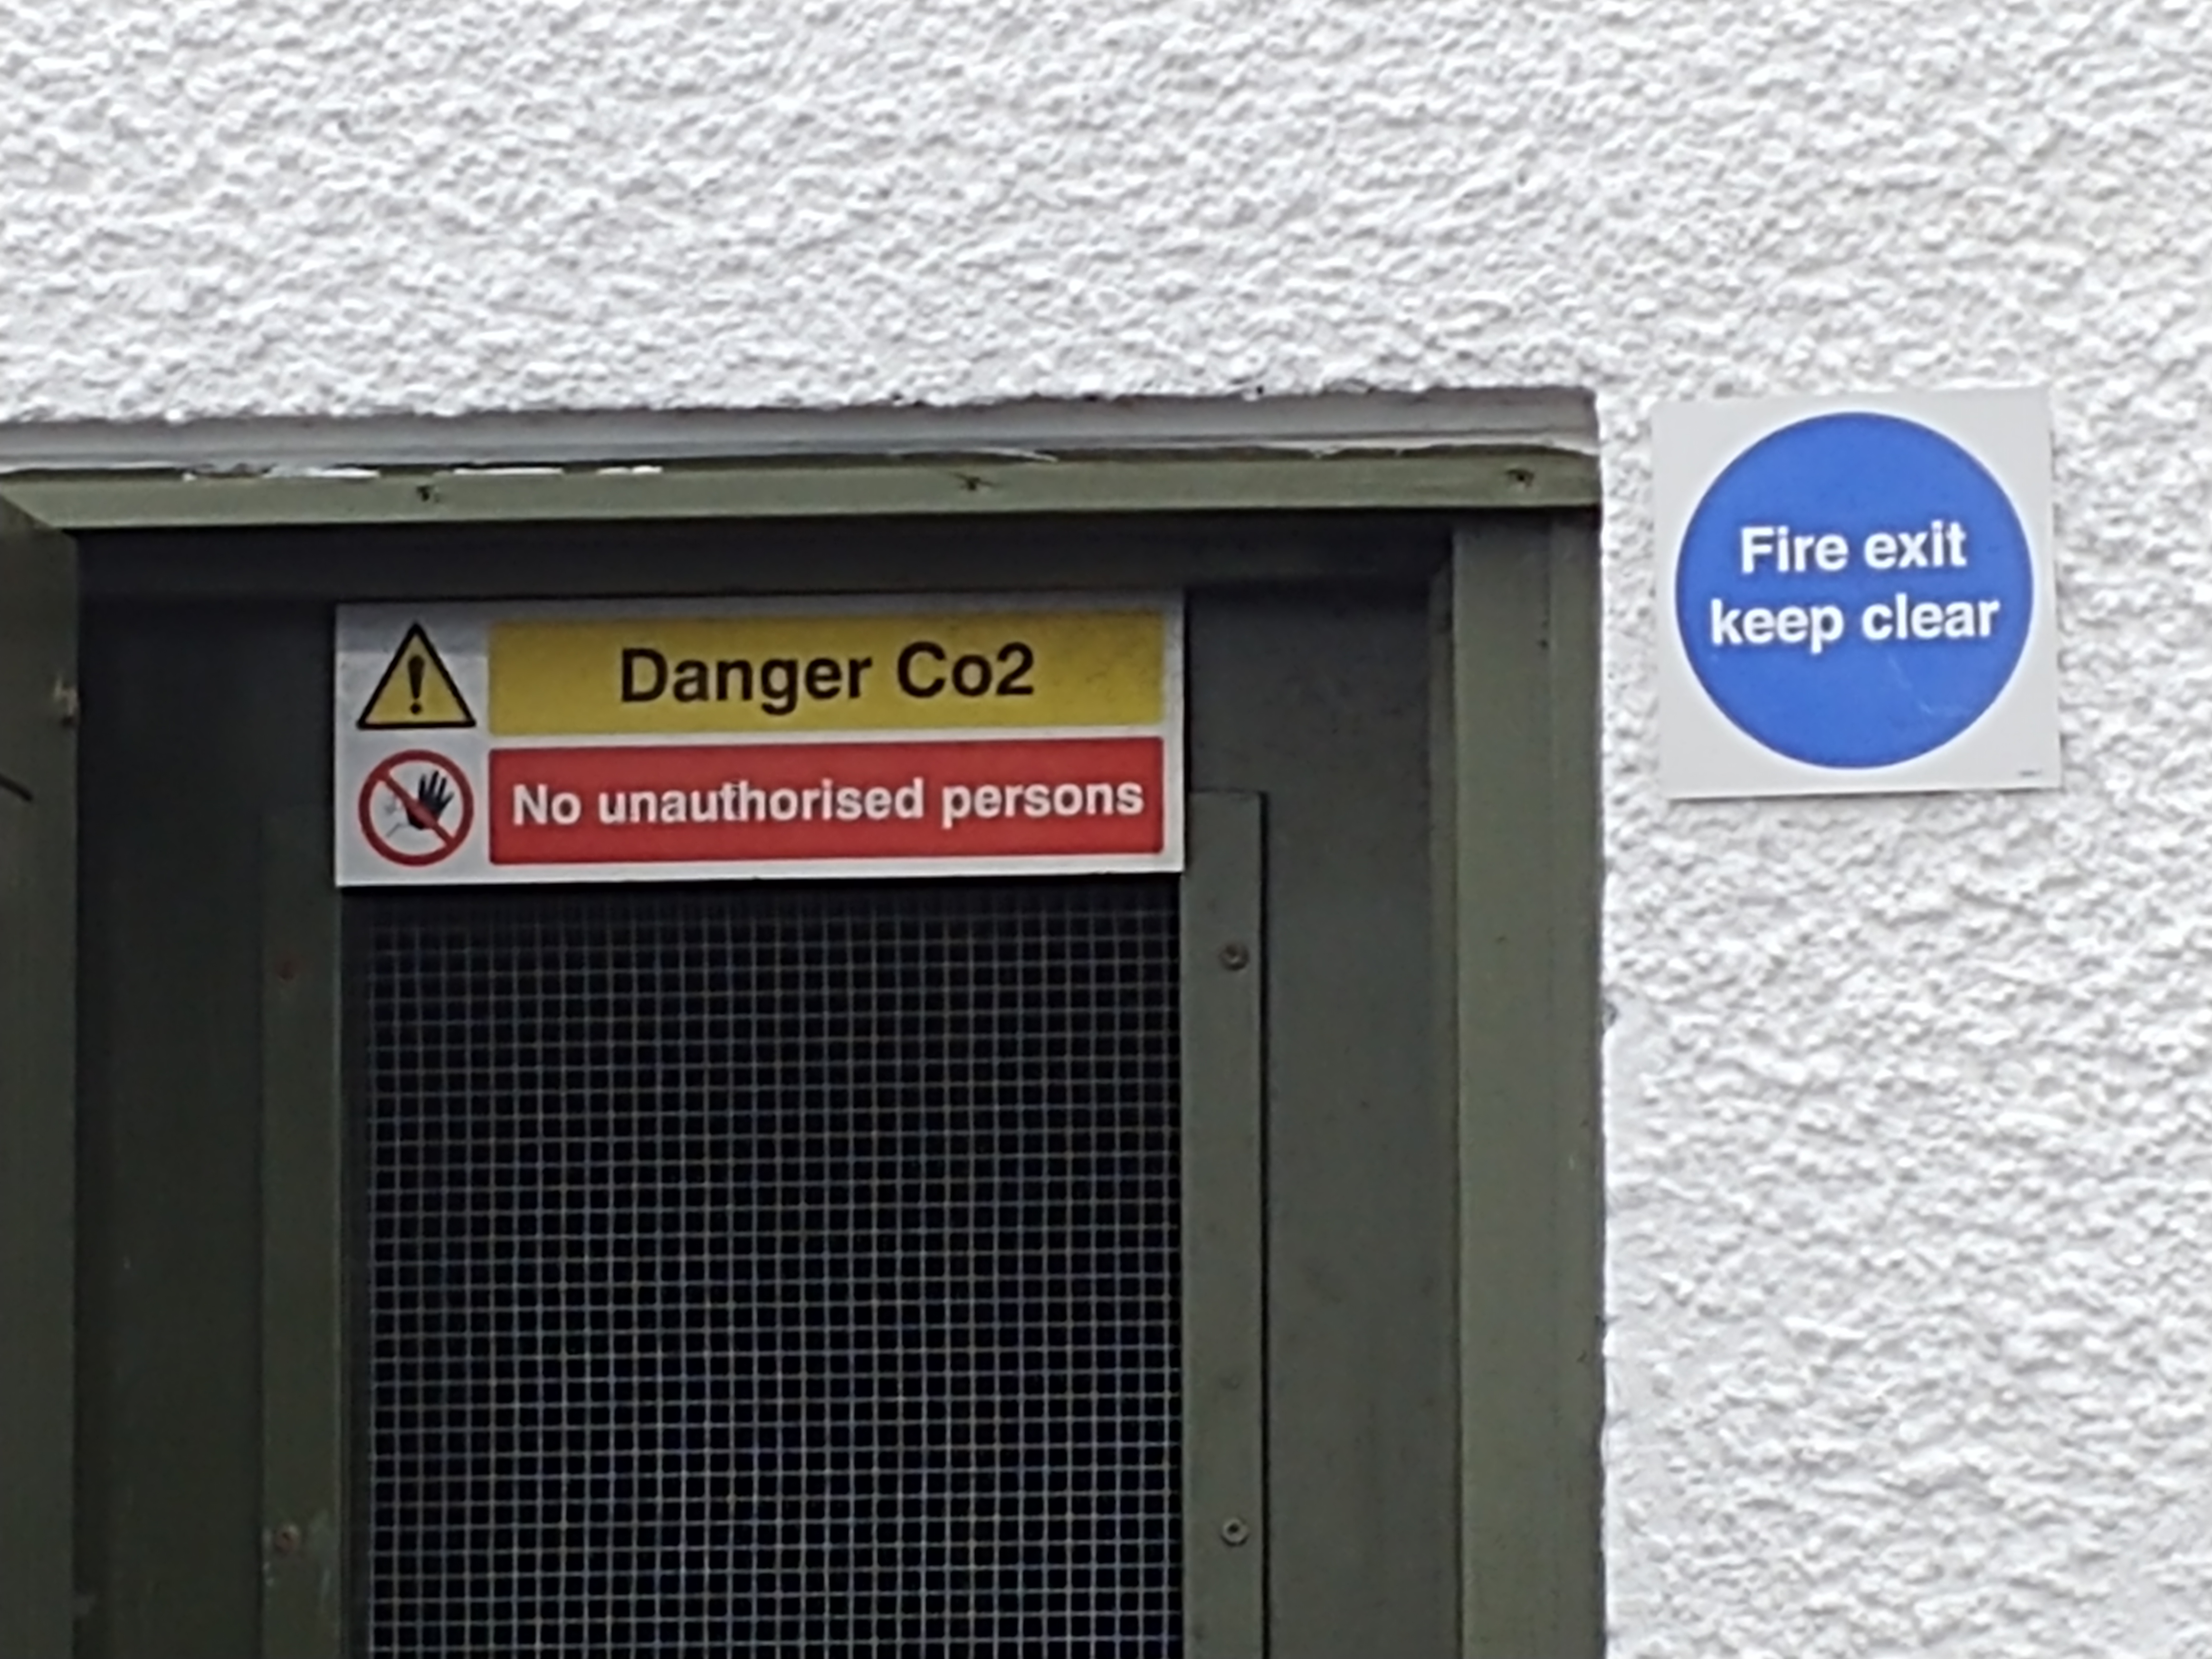 Danger Co2
No unauthorised persons
Fire exit
keep clear